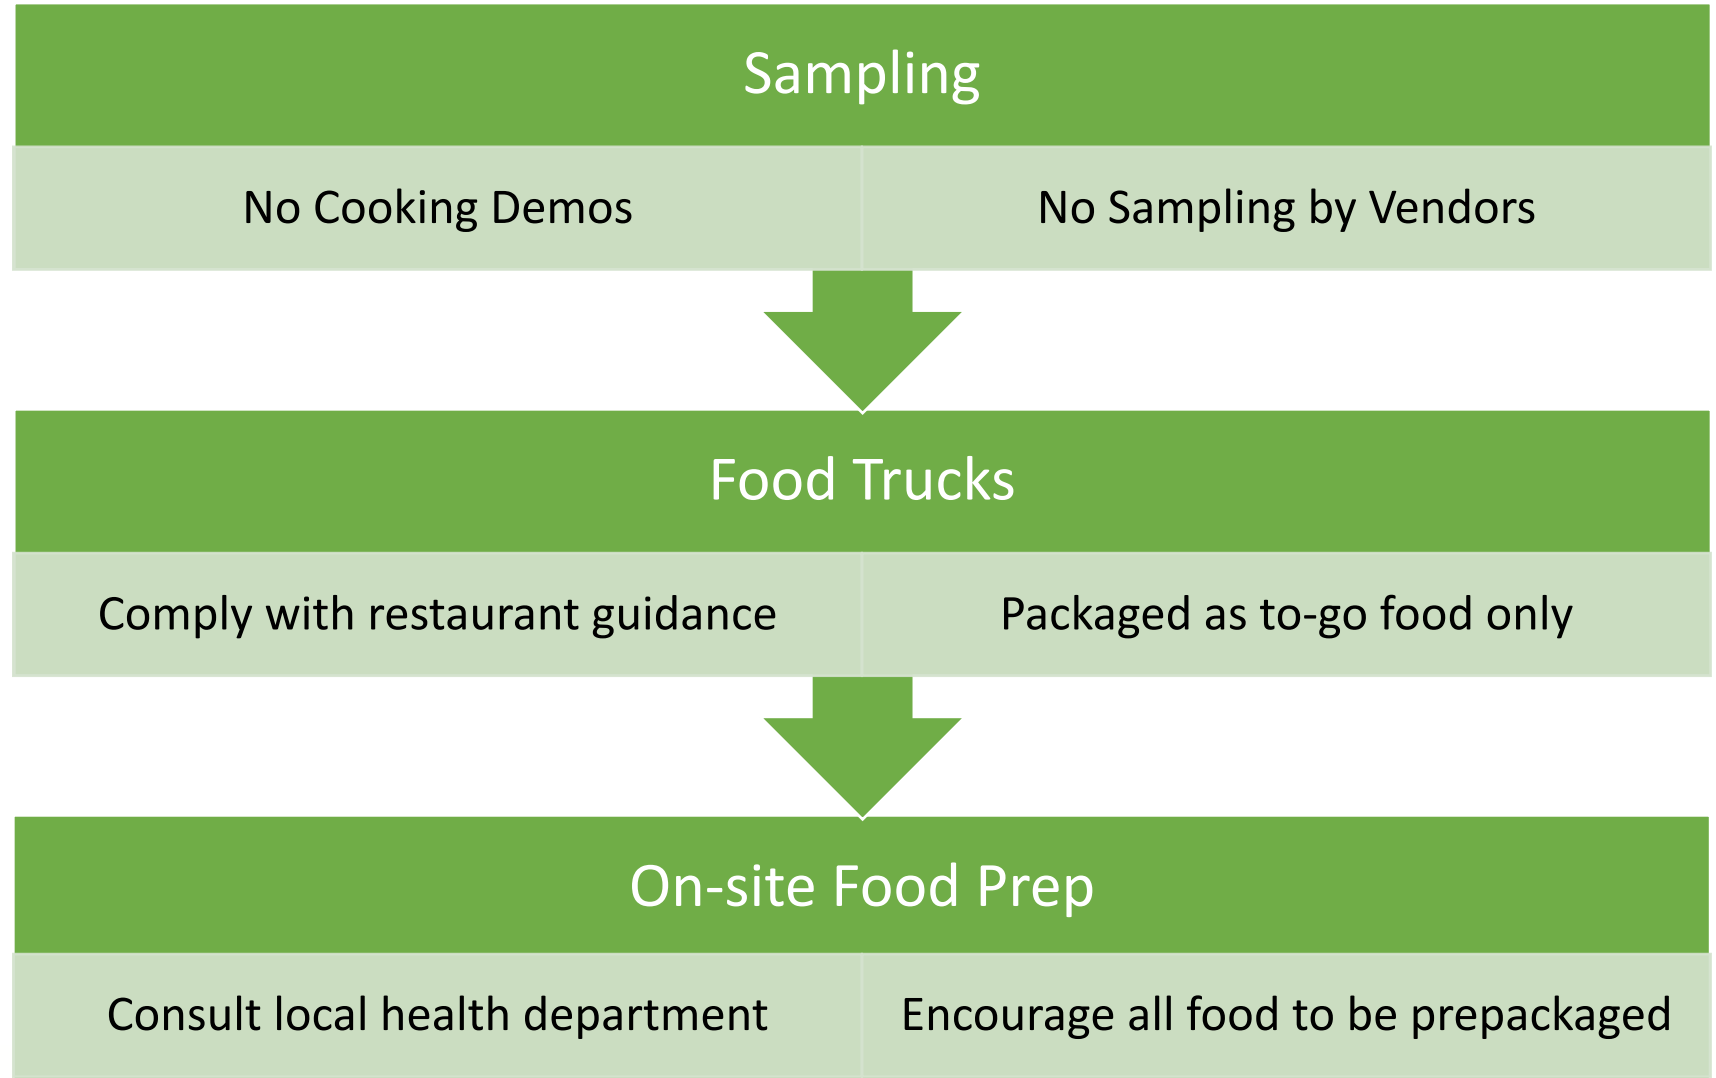 Sampling
No Cooking Demos
No Sampling by Vendors
Food Trucks
Comply with restaurant guidance
Packaged as to-go food only
On-site Food Prep
Consult local health department
Encourage all food to be prepackaged